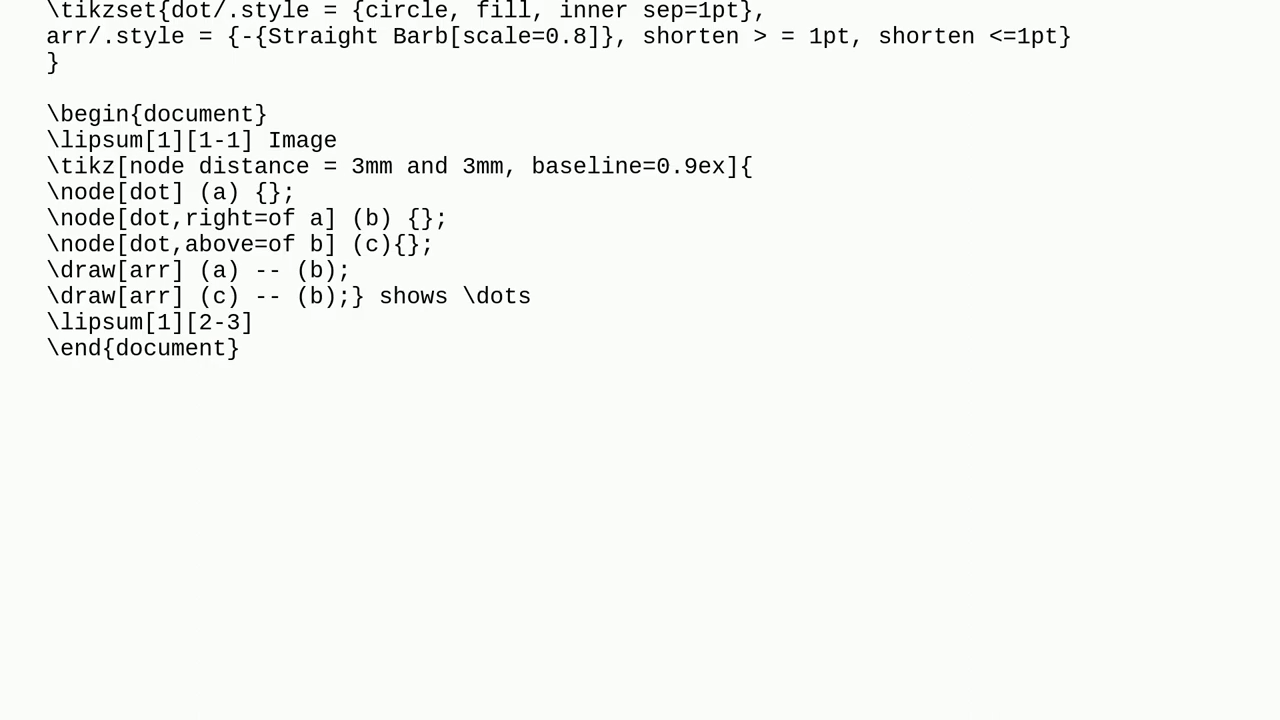 \tikzset{dot/.style = {circle, fill, inner sep=1pt},
arr/.style = {-{Straight Barb[scale=0.8]}, shorten > = 1pt, shorten <=1pt}
}
\begin{document}
\lipsum[1][1-1] Image
\tikz[node distance = 3mm and 3mm, baseline=0.9ex]{
\node[dot] (a) {};
\node[dot,right=of a] (b) {};
\node[dot,above=of b] (c){};
\draw[arr] (a) -- (b);
\draw[arr] (c) -- (b);} shows \dots
\lipsum[1][2-3]
\end{document}